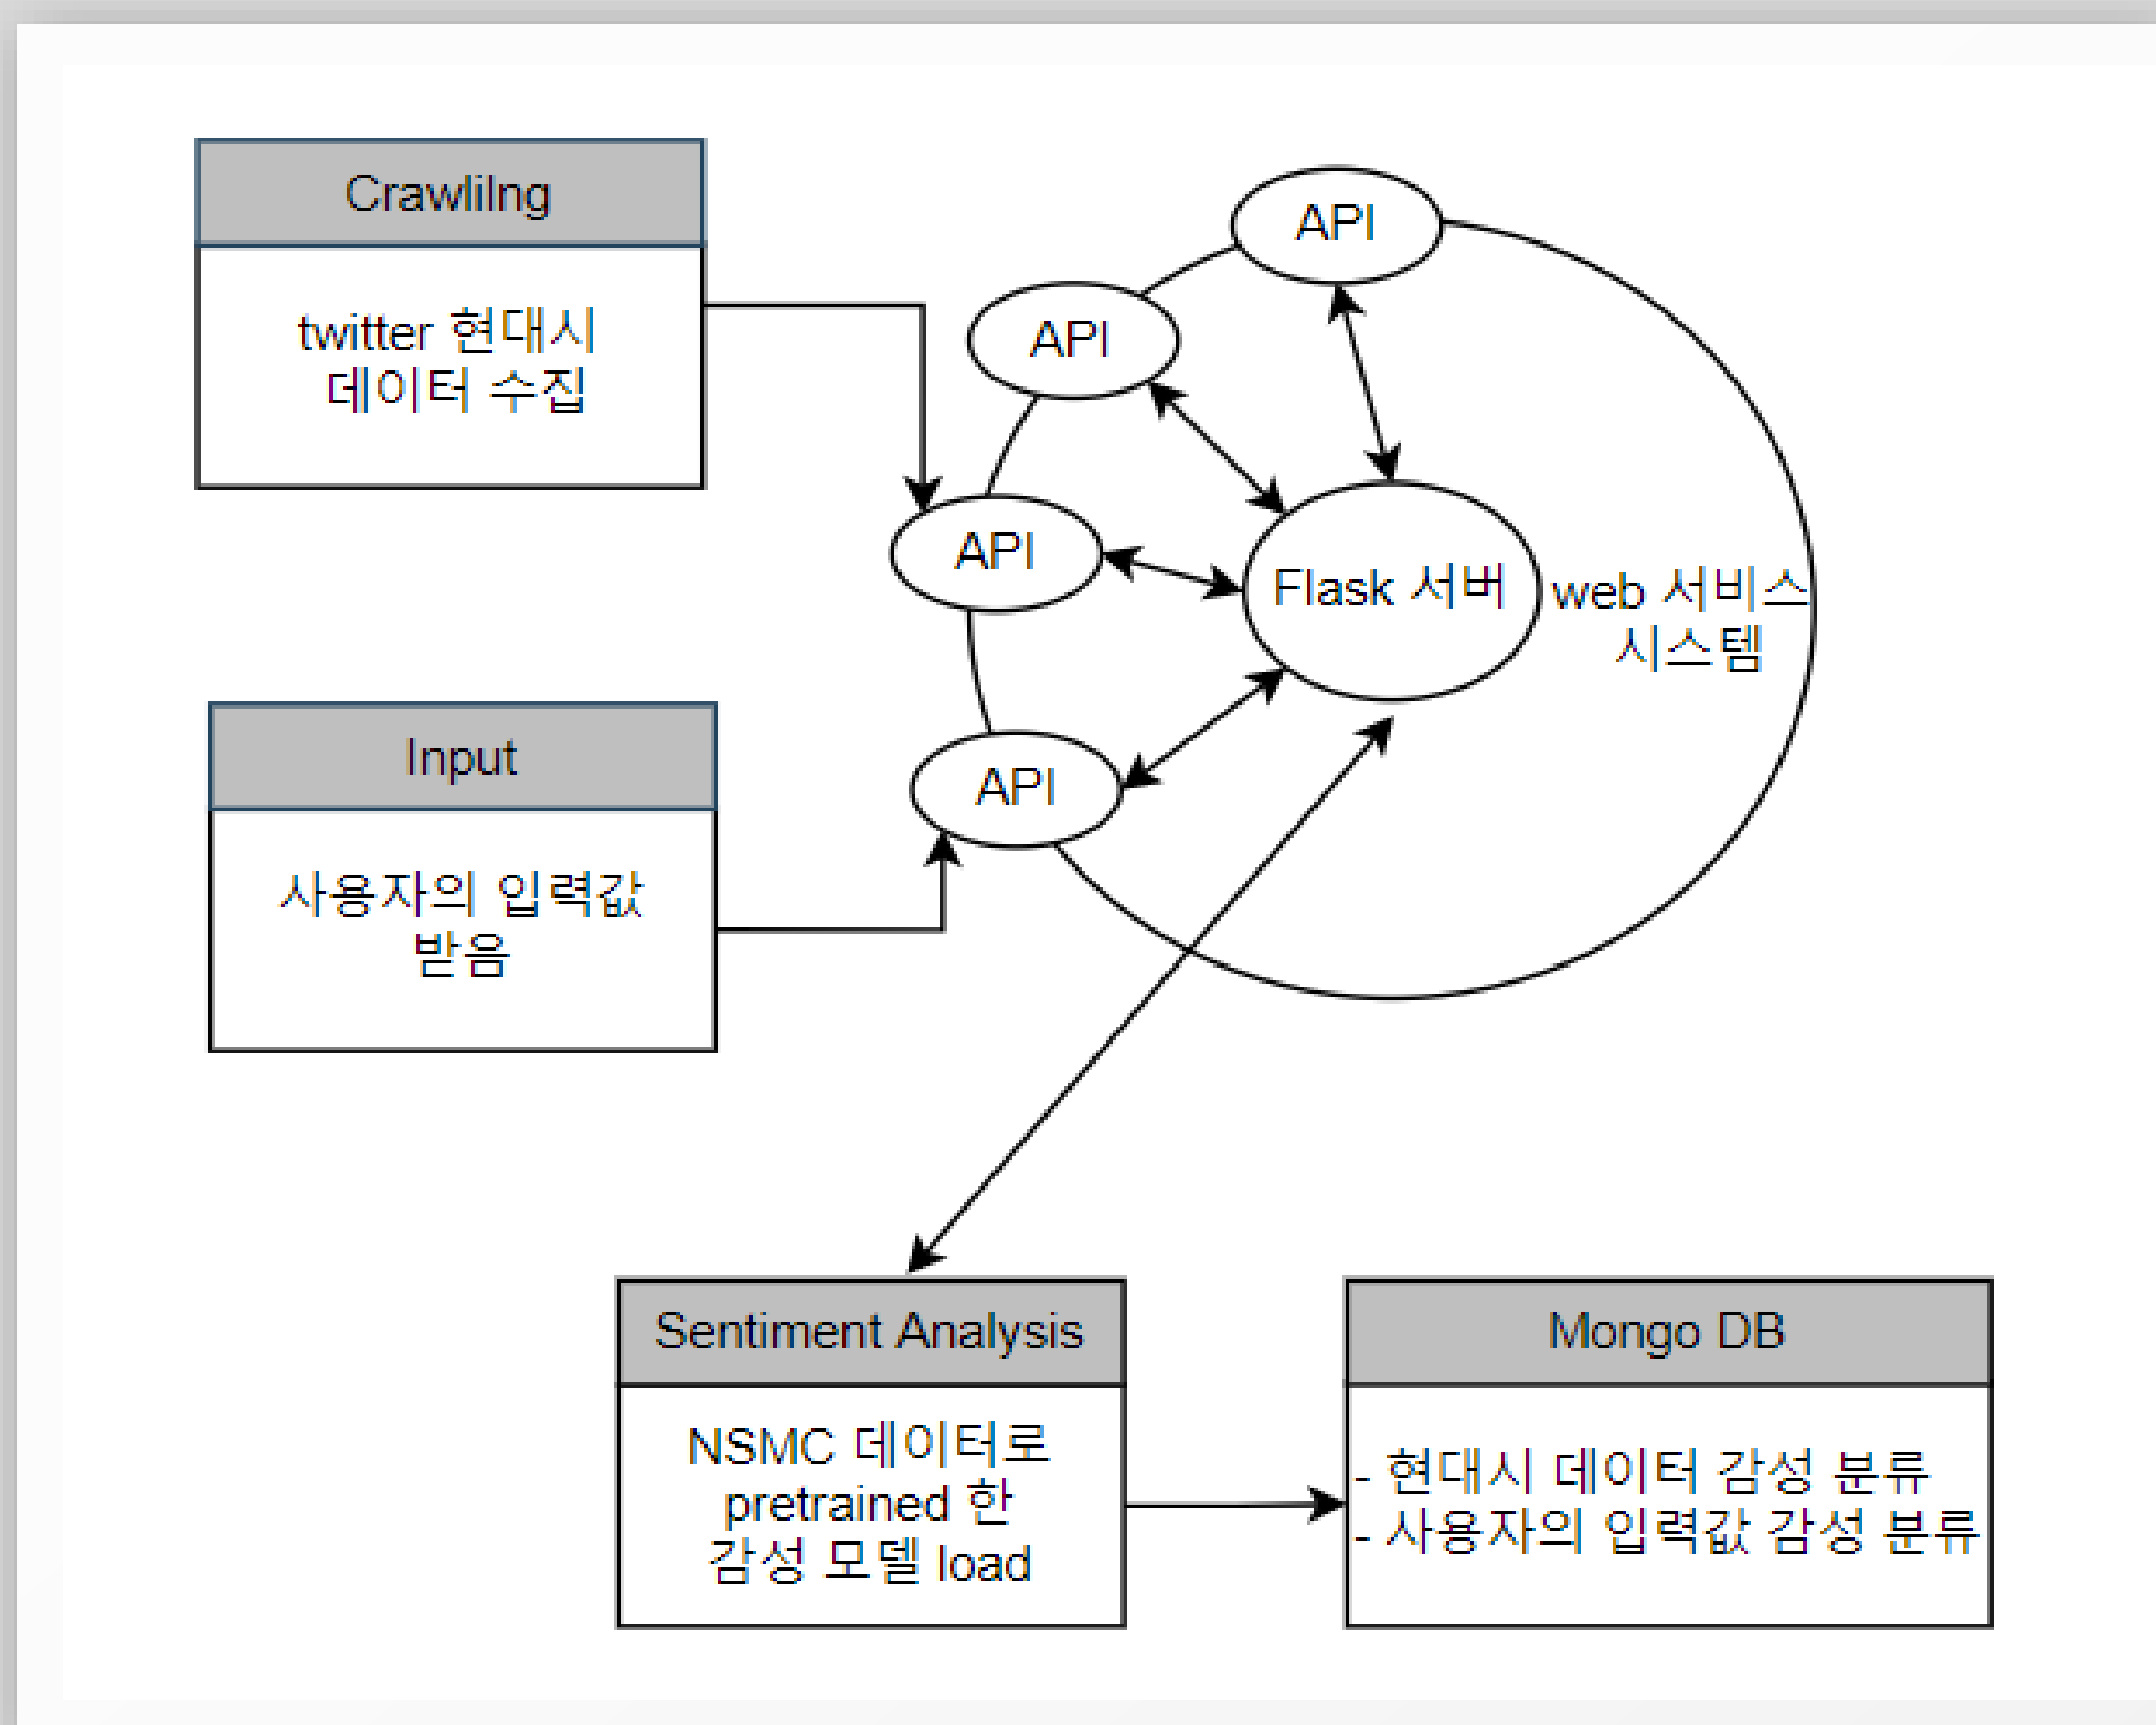 Crawlilng
twitter 현대시
데이터 수집
API
API
API
Flask 서버
web 서비스
시스템
Input
사용자의 입력값
받음
API
Sentiment Analysis
NSMC 데이터로
pretrained 한
감성 모델 load
Mongo DB
- 현대시 데이터 감성 분류
- 사용자의 입력값 감성 분류